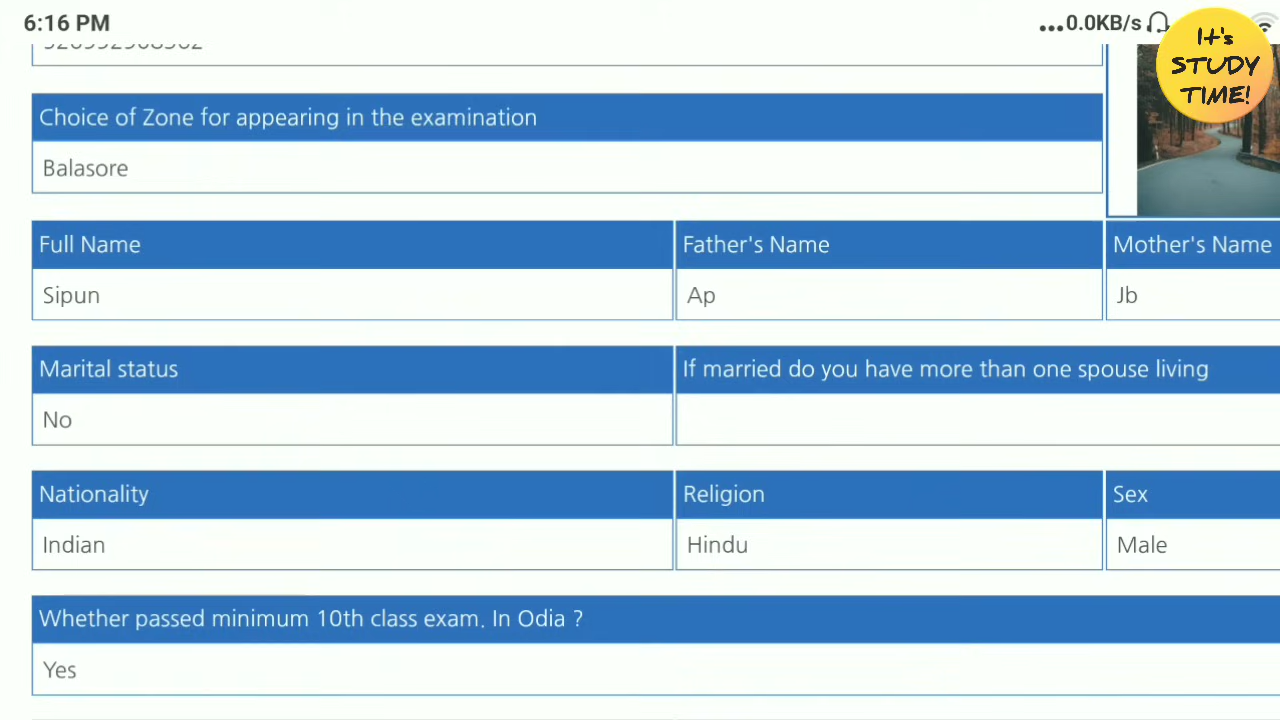 6:16 PM
...0.0KB/s
It's
STUDY
TIME!
Choice of Zone for appearing in the examination
Balasore
Full Name Father's Name Mother's Name
Sipun Ap Jb
Marital status If married do you have more than one spouse living
No
Nationality Religion Sex
Indian Hindu Male
Whether passed minimum 10th class exam. In Odia ?
Yes